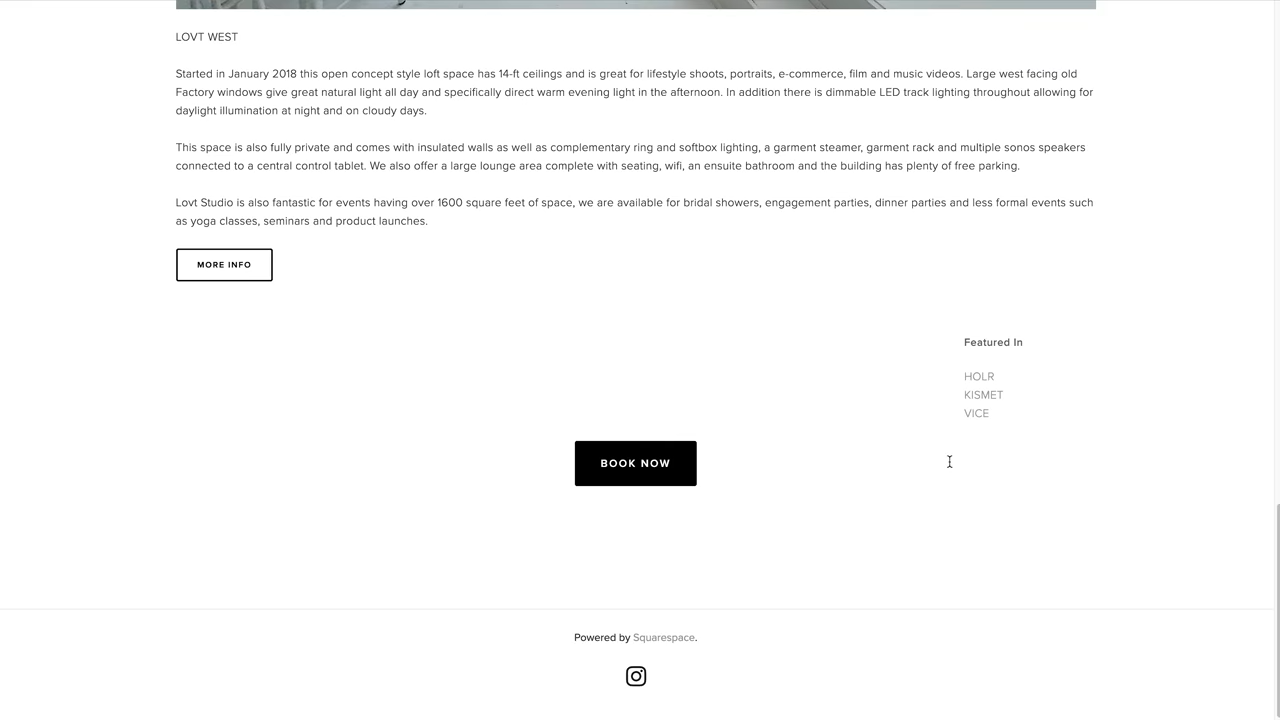 LOVT WEST
Started in January 2018 this open concept style loft space has 14-ft ceilings and is great for lifestyle shoots, portraits, e-commerce, film and music videos. Large west facing old
Factory windows give great natural light all day and specifically direct warm evening light in the afternoon. In addition there is dimmable LED track lighting throughout allowing for
daylight illumination at night and on cloudy days.
This space is also fully private and comes with insulated walls as well as complementary ring and softbox lighting, a garment steamer, garment rack and multiple sonos speakers
connected to a central control tablet. We also offer a large lounge area complete with seating, wifi, an ensuite bathroom and the building has plenty of free parking.
Lovt Studio is also fantastic for events having over 1600 square feet of space, we are available for bridal showers, engagement parties, dinner parties and less formal events such
as yoga classes, seminars and product launches.
MORE INFO
Featured In
HOLR
KISMET
VICE
BOOK NOW
Powered by Squarespace.